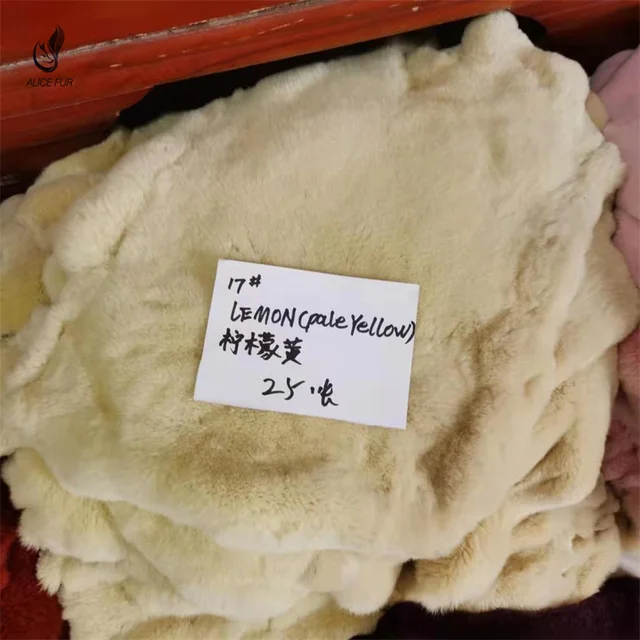 ALICE FUR
17#
LEMON(pale Yellow)
柠檬黄
25张